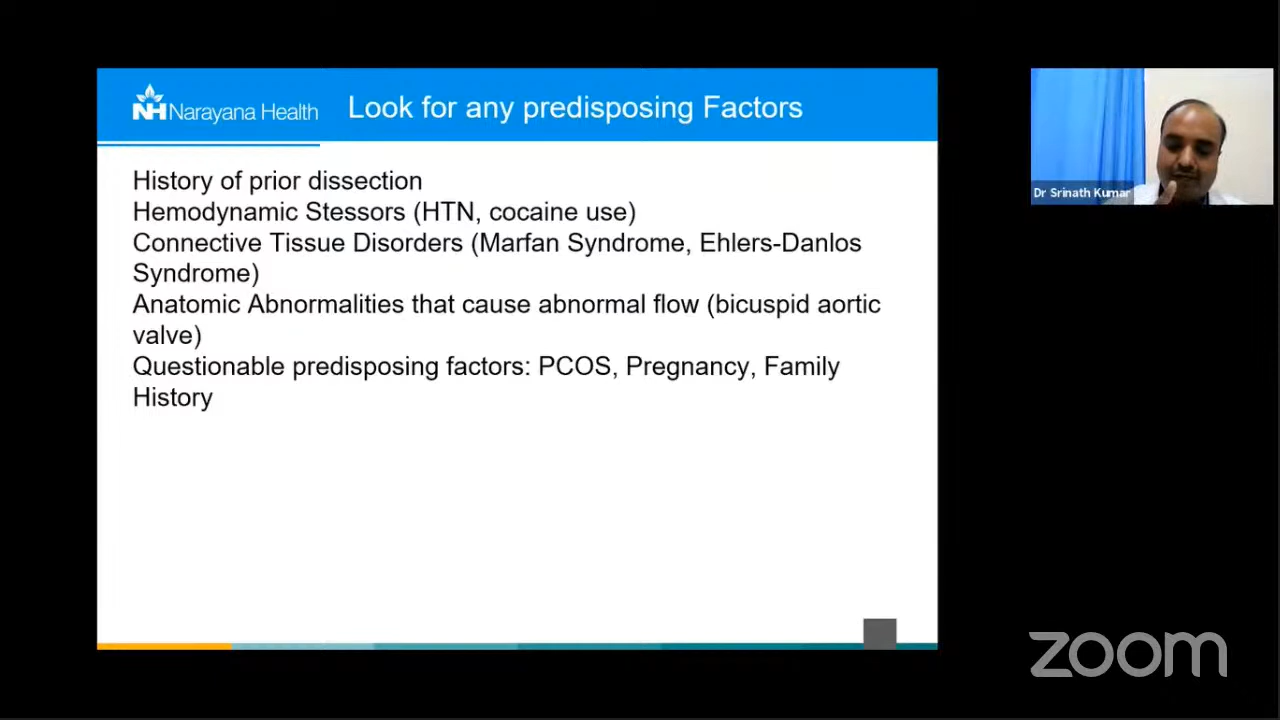 NH Narayana Health
Look for any predisposing Factors
History of prior dissection
Hemodynamic Stessors (HTN, cocaine use)
Connective Tissue Disorders (Marfan Syndrome, Ehlers-Danlos
Syndrome)
Anatomic Abnormalities that cause abnormal flow (bicuspid aortic
valve)
Questionable predisposing factors: PCOS, Pregnancy, Family
History
Dr Srinath Kumar
zoom